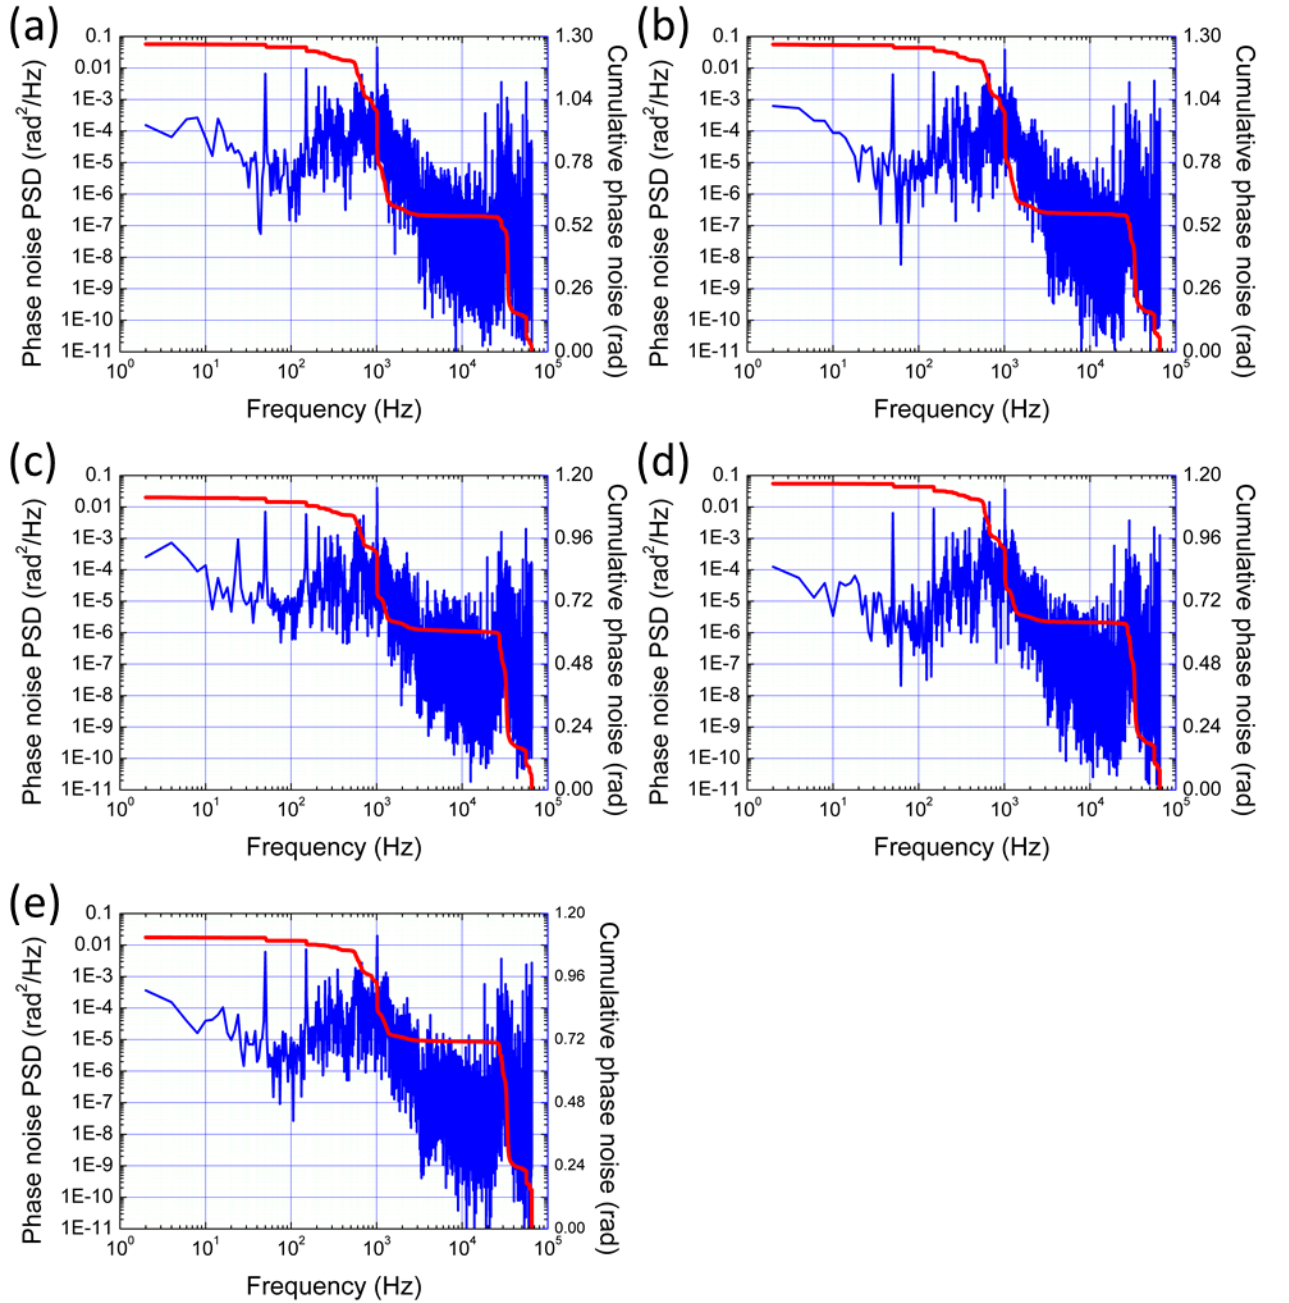 (a)
0.1
0.01
1E-3
1E-4
1E-5
1E-6
1E-7
1E-8
1E-9
1E-10
1E-11
Phase noise PSD (rad²/Hz)
10⁰ 10¹ 10² 10³ 10⁴ 10⁵
Frequency (Hz)
1.30
1.04
0.78
0.52
0.26
0.00
Cumulative phase noise (rad)
(b)
0.1
0.01
1E-3
1E-4
1E-5
1E-6
1E-7
1E-8
1E-9
1E-10
1E-11
Phase noise PSD (rad²/Hz)
10⁰ 10¹ 10² 10³ 10⁴ 10⁵
Frequency (Hz)
1.30
1.04
0.78
0.52
0.26
0.00
Cumulative phase noise (rad)
(c)
0.1
0.01
1E-3
1E-4
1E-5
1E-6
1E-7
1E-8
1E-9
1E-10
1E-11
Phase noise PSD (rad²/Hz)
10⁰ 10¹ 10² 10³ 10⁴ 10⁵
Frequency (Hz)
1.20
0.96
0.72
0.48
0.24
0.00
Cumulative phase noise (rad)
(d)
0.1
0.01
1E-3
1E-4
1E-5
1E-6
1E-7
1E-8
1E-9
1E-10
1E-11
Phase noise PSD (rad²/Hz)
10⁰ 10¹ 10² 10³ 10⁴ 10⁵
Frequency (Hz)
1.20
0.96
0.72
0.48
0.24
0.00
Cumulative phase noise (rad)
(e)
0.1
0.01
1E-3
1E-4
1E-5
1E-6
1E-7
1E-8
1E-9
1E-10
1E-11
Phase noise PSD (rad²/Hz)
10⁰ 10¹ 10² 10³ 10⁴ 10⁵
Frequency (Hz)
1.20
0.96
0.72
0.48
0.24
0.00
Cumulative phase noise (rad)